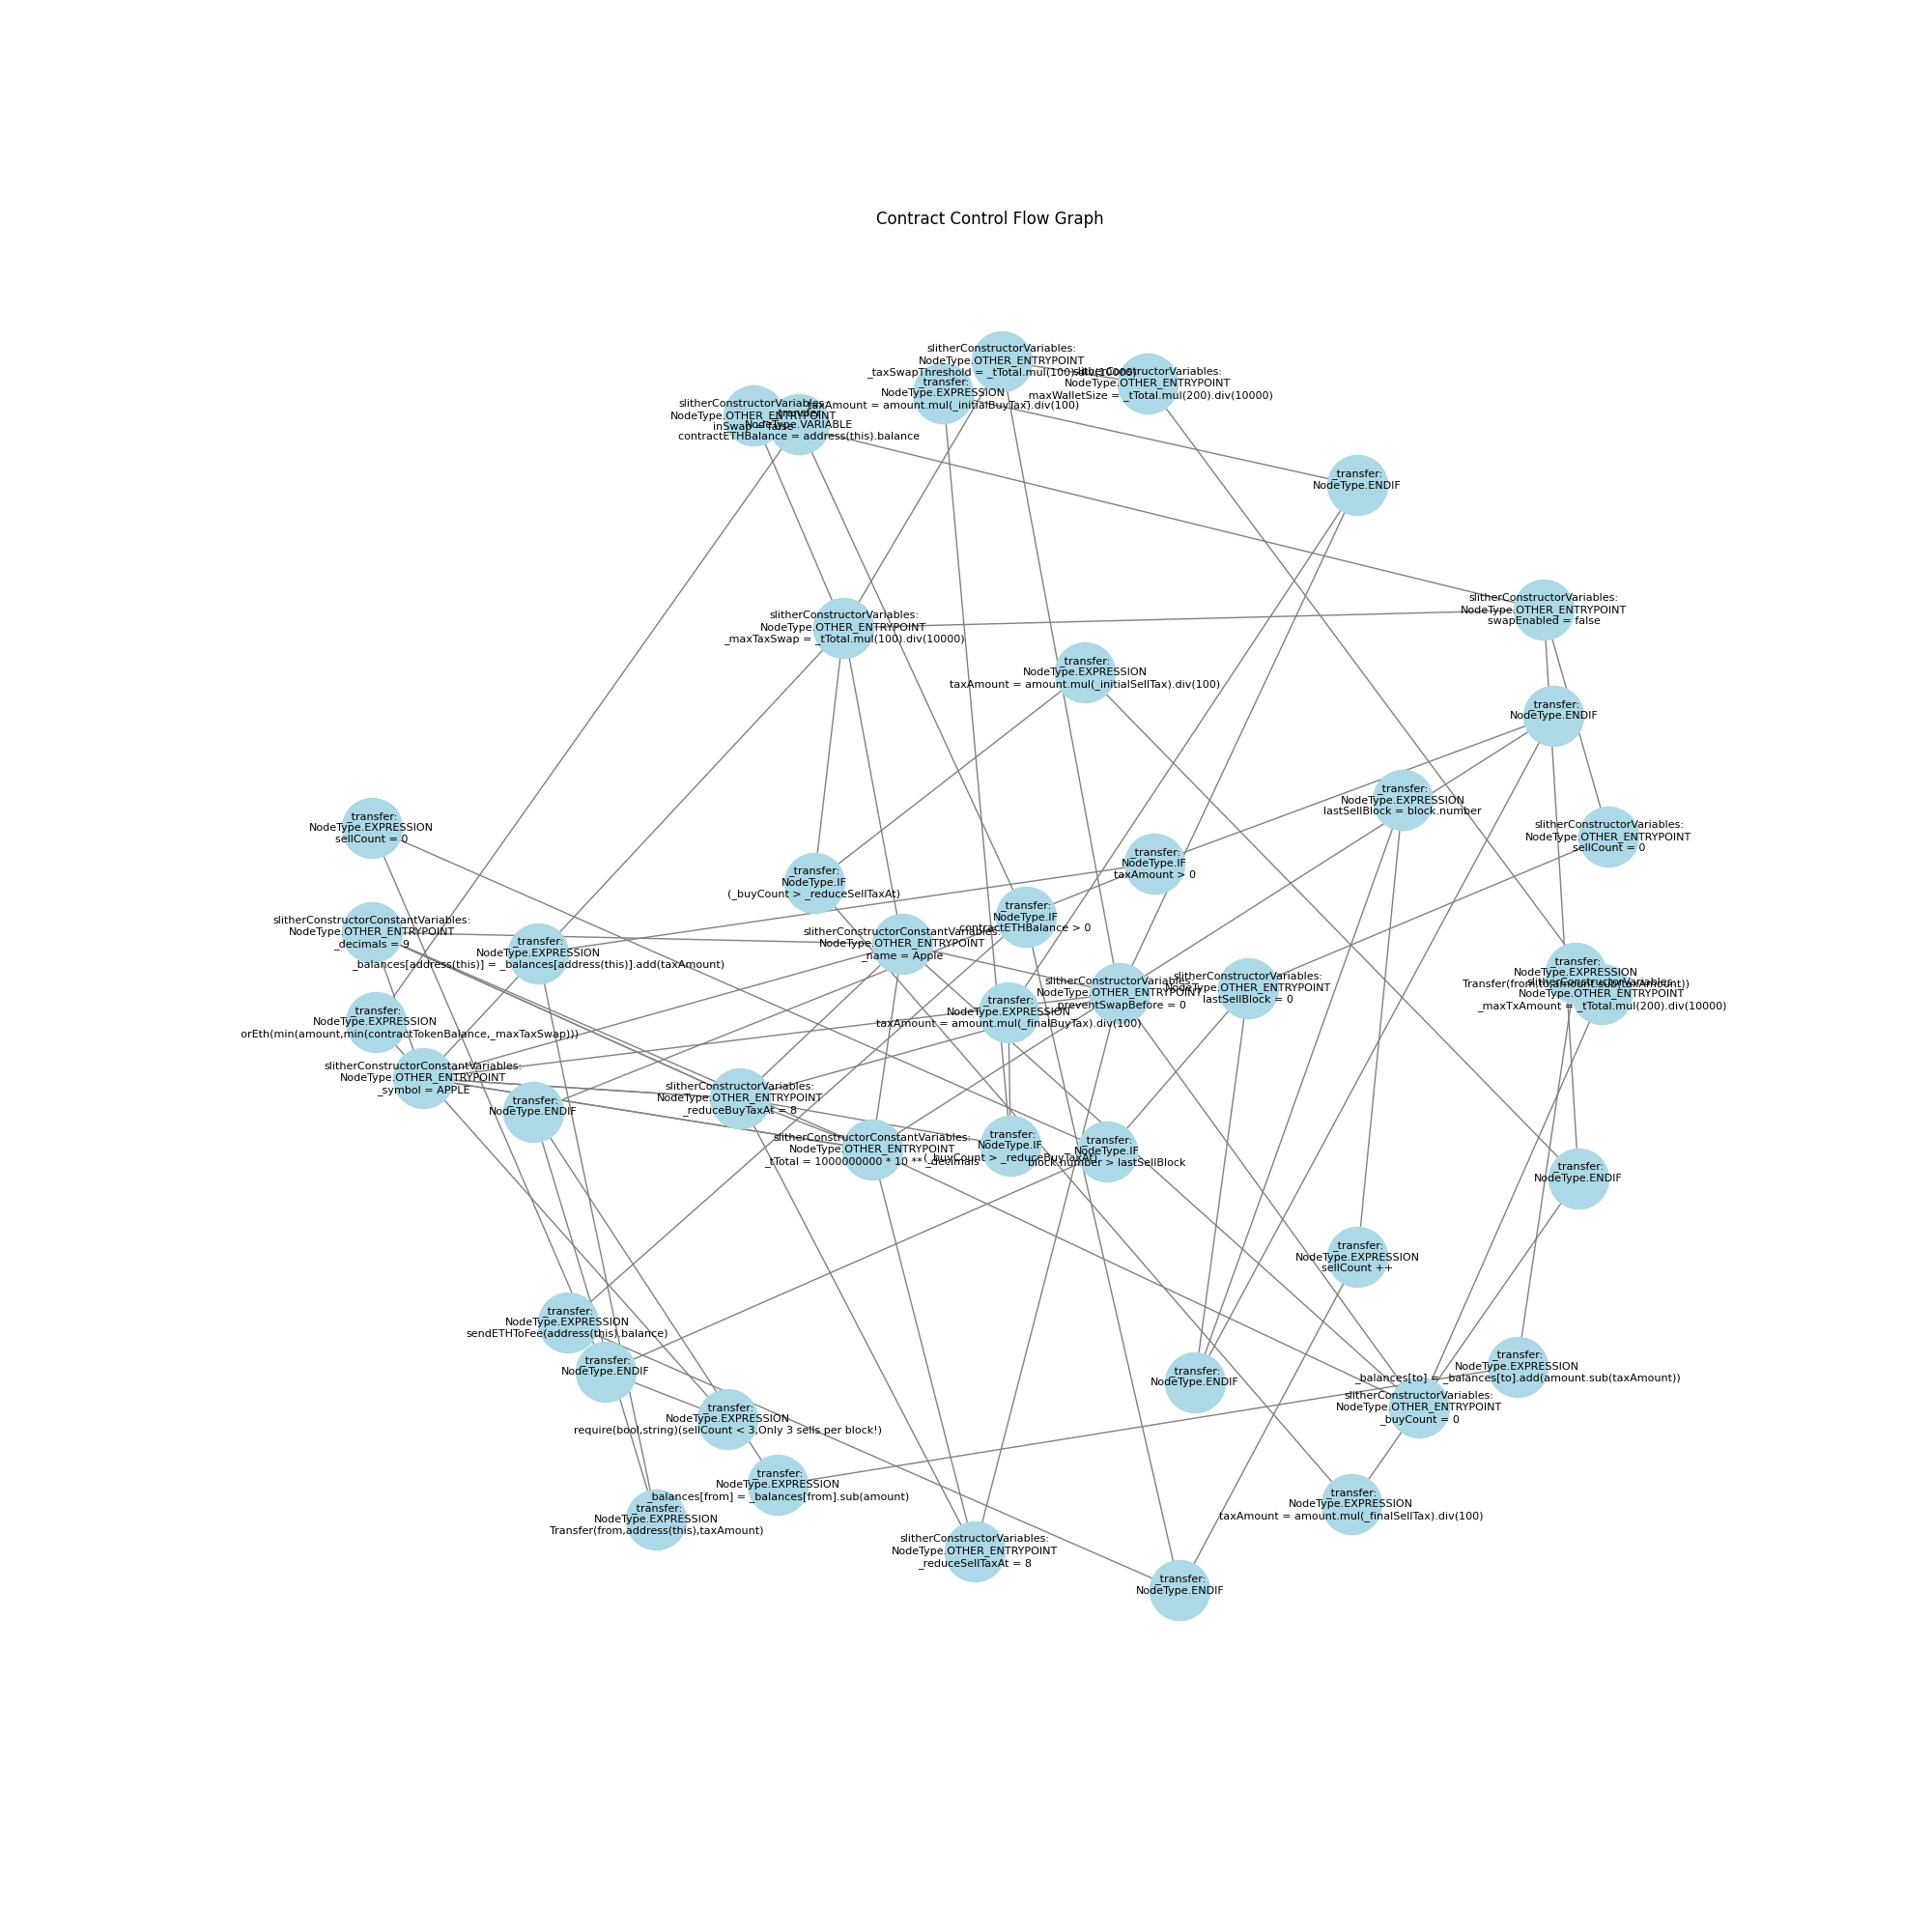 Contract Control Flow Graph
slitherConstructorVariables:
NodeType.OTHER_ENTRYPOINT
_taxSwapThreshold = _tTotal.mul(100).div(10000)
slitherConstructorVariables:
NodeType.OTHER_ENTRYPOINT
_maxWalletSize = _tTotal.mul(200).div(10000)
_transfer:
NodeType.EXPRESSION
taxAmount = amount.mul(_initialBuyTax).div(100)
slitherConstructorVariables:
NodeType.OTHER_ENTRYPOINT
inSwap = false
_transfer:
NodeType.VARIABLE
contractETHBalance = address(this).balance
_transfer:
NodeType.ENDIF
slitherConstructorVariables:
NodeType.OTHER_ENTRYPOINT
swapEnabled = false
slitherConstructorVariables:
NodeType.OTHER_ENTRYPOINT
_maxTaxSwap = _tTotal.mul(100).div(10000)
_transfer:
NodeType.EXPRESSION
taxAmount = amount.mul(_initialSellTax).div(100)
_transfer:
NodeType.ENDIF
_transfer:
NodeType.EXPRESSION
lastSellBlock = block.number
_transfer:
NodeType.EXPRESSION
sellCount = 0
slitherConstructorVariables:
NodeType.OTHER_ENTRYPOINT
sellCount = 0
_transfer:
NodeType.IF
taxAmount > 0
_transfer:
NodeType.IF
(_buyCount > _reduceSellTaxAt)
_transfer:
NodeType.IF
contractETHBalance > 0
slitherConstructorConstantVariables:
NodeType.OTHER_ENTRYPOINT
_decimals = 9
slitherConstructorConstantVariables:
NodeType.OTHER_ENTRYPOINT
_name = Apple
_transfer:
NodeType.EXPRESSION
_balances[address(this)] = _balances[address(this)].add(taxAmount)
_transfer:
NodeType.EXPRESSION
Transfer(from,to,amount.sub(taxAmount))
slitherConstructorVariables:
NodeType.OTHER_ENTRYPOINT
_maxTxAmount = _tTotal.mul(200).div(10000)
slitherConstructorVariables:
NodeType.OTHER_ENTRYPOINT
lastSellBlock = 0
slitherConstructorVariables:
NodeType.OTHER_ENTRYPOINT
preventSwapBefore = 0
_transfer:
NodeType.EXPRESSION
taxAmount = amount.mul(_finalBuyTax).div(100)
_transfer:
NodeType.EXPRESSION
orEth(min(amount,min(contractTokenBalance,_maxTaxSwap)))
slitherConstructorConstantVariables:
NodeType.OTHER_ENTRYPOINT
_symbol = APPLE
_transfer:
NodeType.ENDIF
slitherConstructorVariables:
NodeType.OTHER_ENTRYPOINT
_reduceBuyTaxAt = 8
slitherConstructorConstantVariables:
NodeType.OTHER_ENTRYPOINT
_tTotal = 1000000000 * 10 ** _decimals
_transfer:
NodeType.IF
(_buyCount > _reduceBuyTaxAt)
_transfer:
NodeType.IF
block.number > lastSellBlock
_transfer:
NodeType.ENDIF
_transfer:
NodeType.EXPRESSION
sellCount ++
_transfer:
NodeType.EXPRESSION
sendETHToFee(address(this).balance)
_transfer:
NodeType.ENDIF
_transfer:
NodeType.ENDIF
_transfer:
NodeType.EXPRESSION
_balances[to] = _balances[to].add(amount.sub(taxAmount))
slitherConstructorVariables:
NodeType.OTHER_ENTRYPOINT
_buyCount = 0
_transfer:
NodeType.EXPRESSION
require(bool,string)(sellCount < 3,Only 3 sells per block!)
_transfer:
NodeType.EXPRESSION
_balances[from] = _balances[from].sub(amount)
_transfer:
NodeType.EXPRESSION
taxAmount = amount.mul(_finalSellTax).div(100)
_transfer:
NodeType.EXPRESSION
Transfer(from,address(this),taxAmount)
slitherConstructorVariables:
NodeType.OTHER_ENTRYPOINT
_reduceSellTaxAt = 8
_transfer:
NodeType.ENDIF